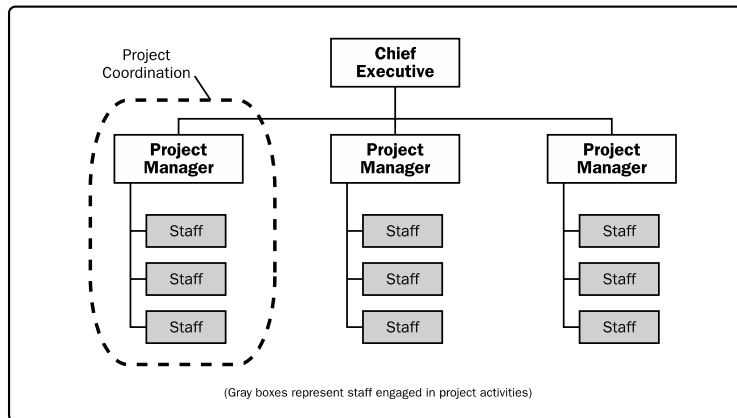 Project
Coordination
Chief
Executive
Project
Manager
Project
Manager
Project
Manager
Staff
Staff
Staff
Staff
Staff
Staff
Staff
Staff
Staff
(Gray boxes represent staff engaged in project activities)